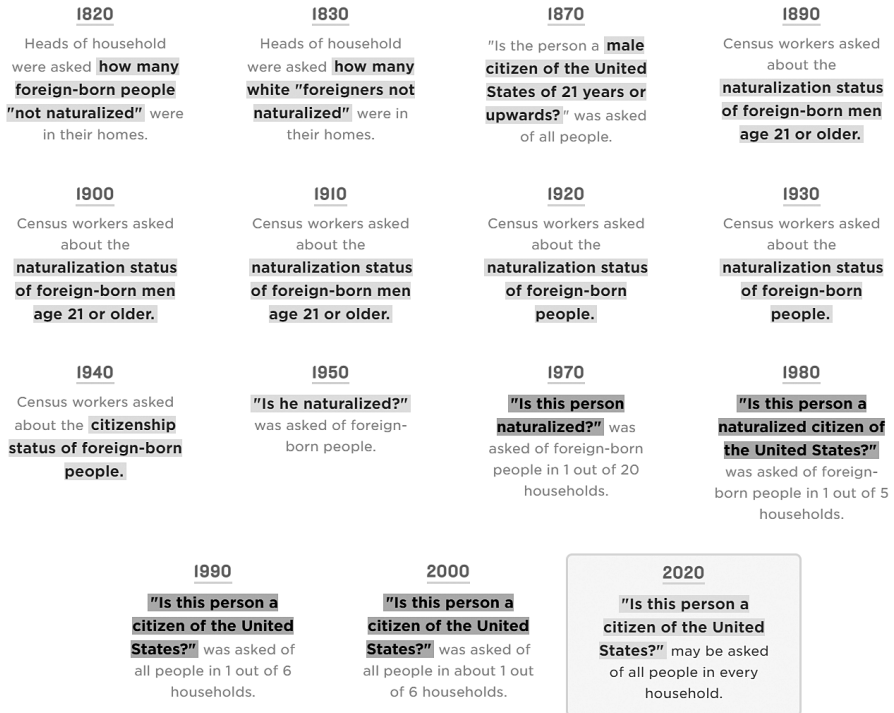 1820
Heads of household
were asked how many
foreign-born people
"not naturalized" were
in their homes.
1830
Heads of household
were asked how many
white "foreigners not
naturalized" were in
their homes.
1870
"Is the person a male
citizen of the United
States of 21 years or
upwards?" was asked
of all people.
1890
Census workers asked
about the
naturalization status
of foreign-born men
age 21 or older.
1900
Census workers asked
about the
naturalization status
of foreign-born men
age 21 or older.
1910
Census workers asked
about the
naturalization status
of foreign-born men
age 21 or older.
1920
Census workers asked
about the
naturalization status
of foreign-born
people.
1930
Census workers asked
about the
naturalization status
of foreign-born
people.
1940
Census workers asked
about the citizenship
status of foreign-born
people.
1950
"Is he naturalized?"
was asked of foreign-
born people.
1970
"Is this person
naturalized?" was
asked of foreign-born
people in 1 out of 20
households.
1980
"Is this person a
naturalized citizen of
the United States?"
was asked of foreign-
born people in 1 out of 5
households.
1990
"Is this person a
citizen of the United
States?" was asked of
all people in 1 out of 6
households.
2000
"Is this person a
citizen of the United
States?" was asked of
all people in about 1 out
of 6 households.
2020
"Is this person a
citizen of the United
States?" may be asked
of all people in every
household.